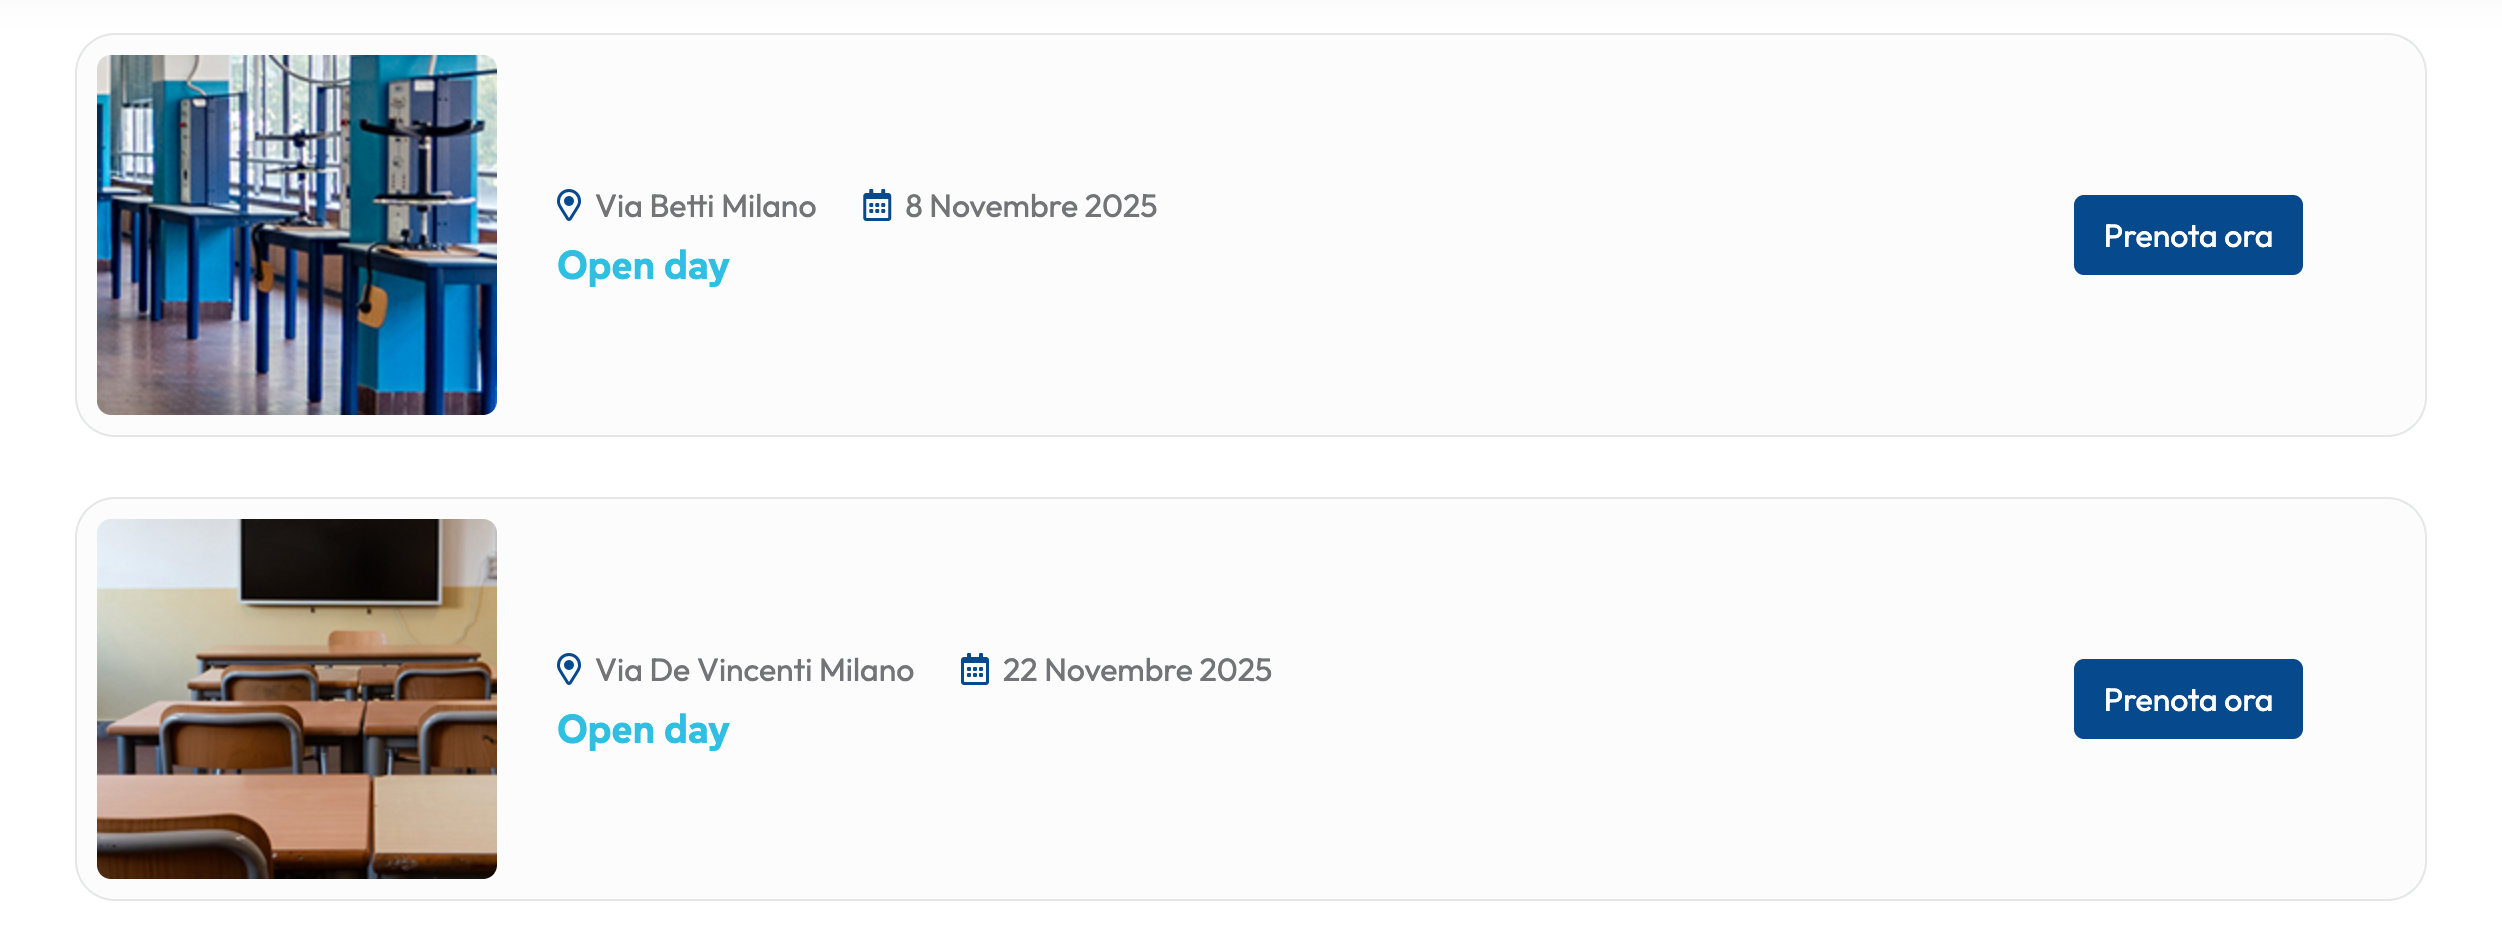 Via Betti Milano 8 Novembre 2025
Open day
Prenota ora
Via De Vincenti Milano 22 Novembre 2025
Open day
Prenota ora